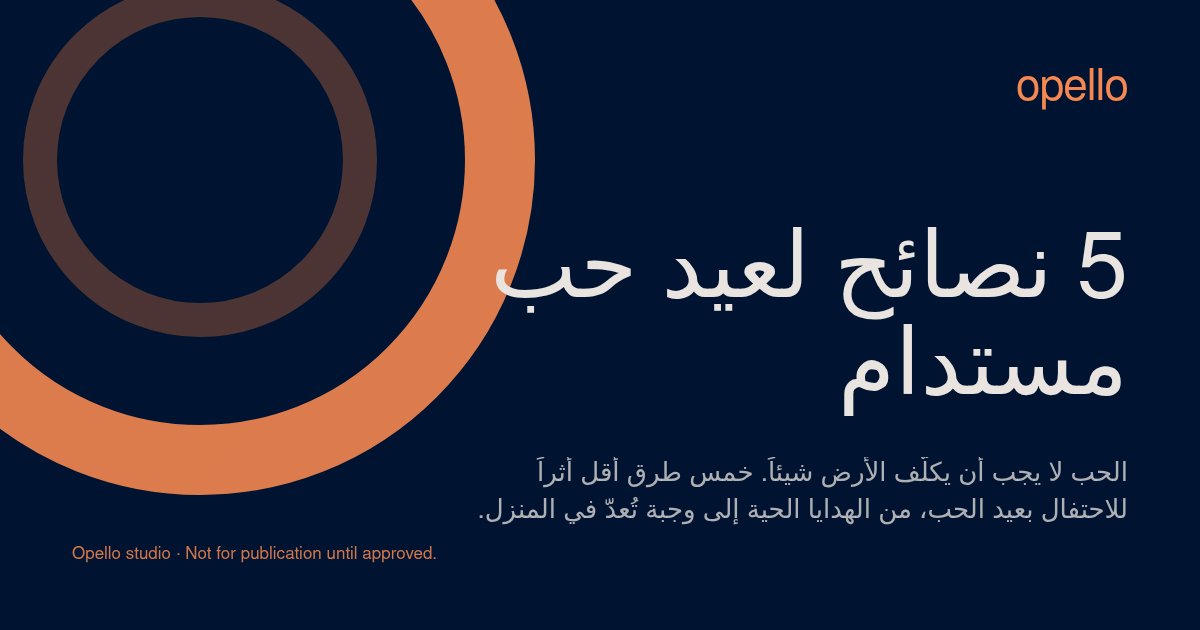 opello
5 نصائح لعيد حب
مستدام
الحب لا يجب أن يكلّف الأرض شيئاً. خمس طرق أقل أثراً
للاحتفال بعيد الحب، من الهدايا الحية إلى وجبة تُعدّ في المنزل.
Opello studio · Not for publication until approved.